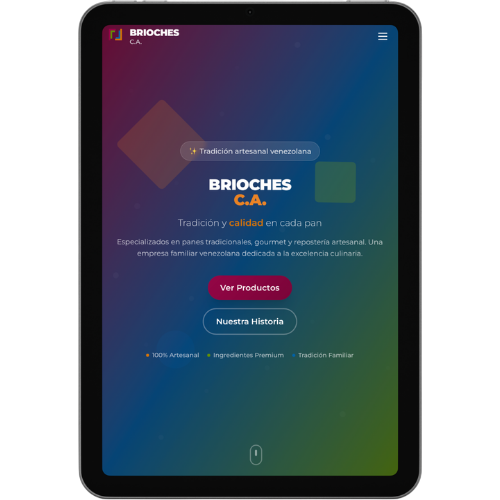 BRIOCHES
C.A.
✨ Tradición artesanal venezolana
BRIOCHES
C.A.
Tradición y calidad en cada pan
Especializados en panes tradicionales, gourmet y repostería artesanal. Una
empresa familiar venezolana dedicada a la excelencia culinaria.
Ver Productos
Nuestra Historia
• 100% Artesanal • Ingredientes Premium • Tradición Familiar